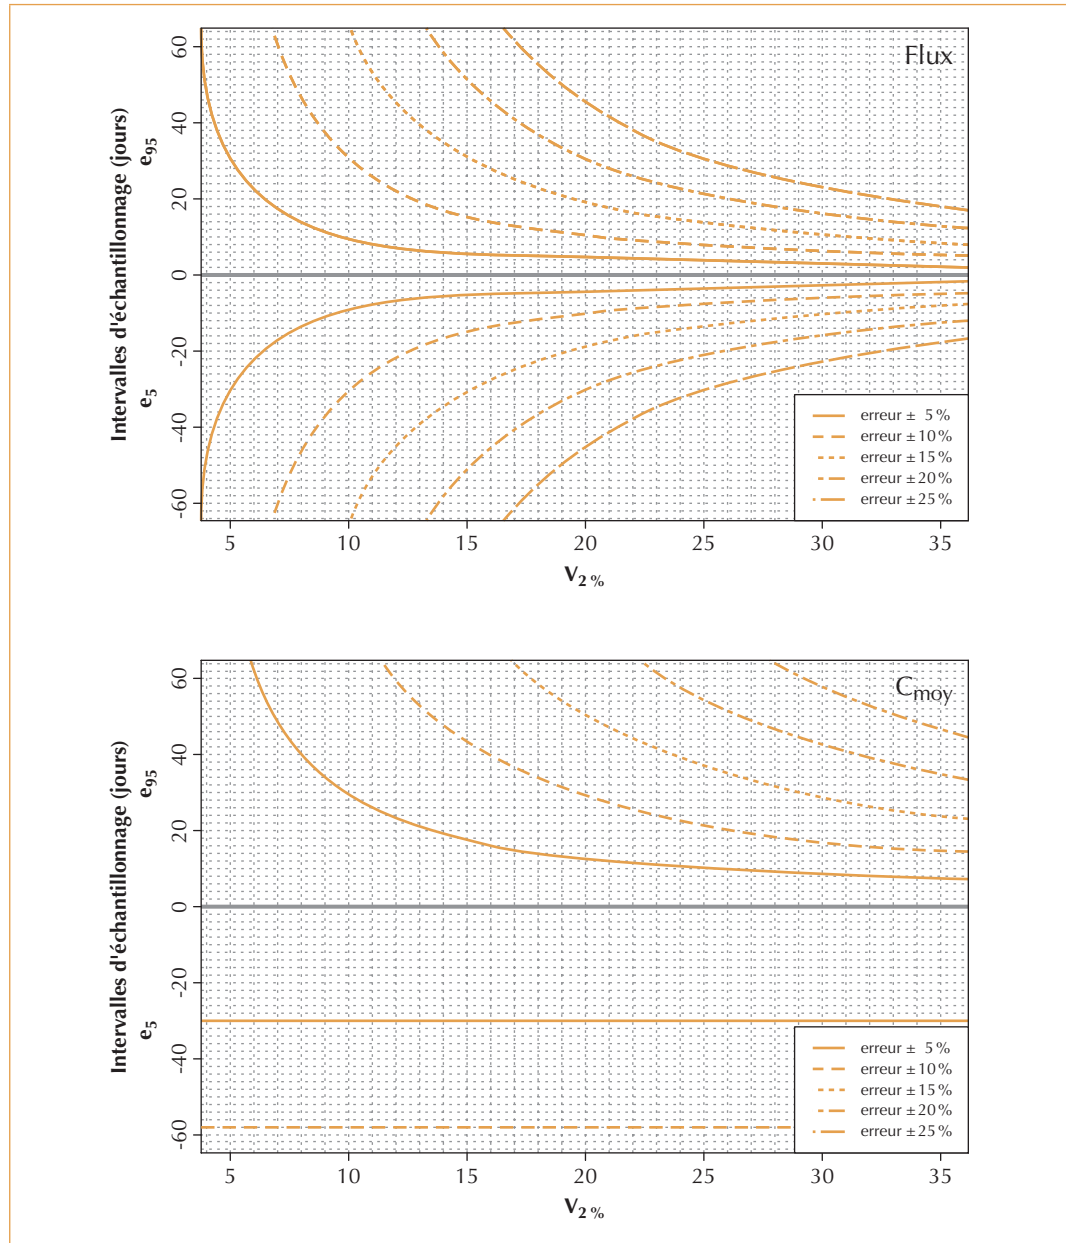 Flux
Intervalles d'échantillonnage (jours)
e5 e95
60
40
20
0
-20
-40
-60
erreur ± 5 %
erreur ± 10 %
erreur ± 15 %
erreur ± 20 %
erreur ± 25 %
5 10 15 20 25 30 35
V2 %
Cmoy
Intervalles d'échantillonnage (jours)
e5 e95
60
40
20
0
-20
-40
-60
erreur ± 5 %
erreur ± 10 %
erreur ± 15 %
erreur ± 20 %
erreur ± 25 %
5 10 15 20 25 30 35
V2 %